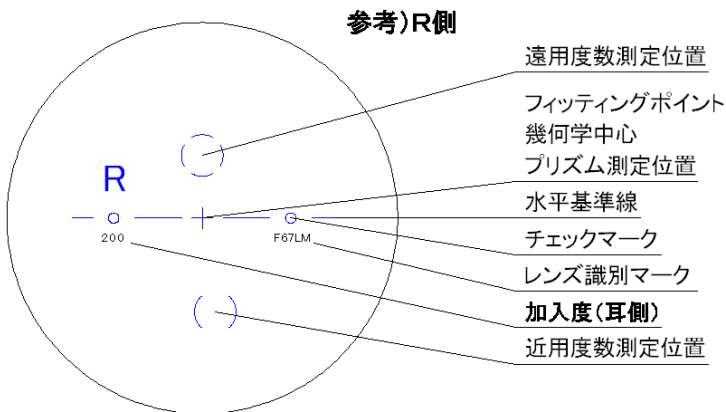 参考)R側
遠用度数測定位置
フィッティングポイント
幾何学中心
プリズム測定位置
水平基準線
チェックマーク
レンズ識別マーク
加入度(耳側)
近用度数測定位置
R
200
F67LM